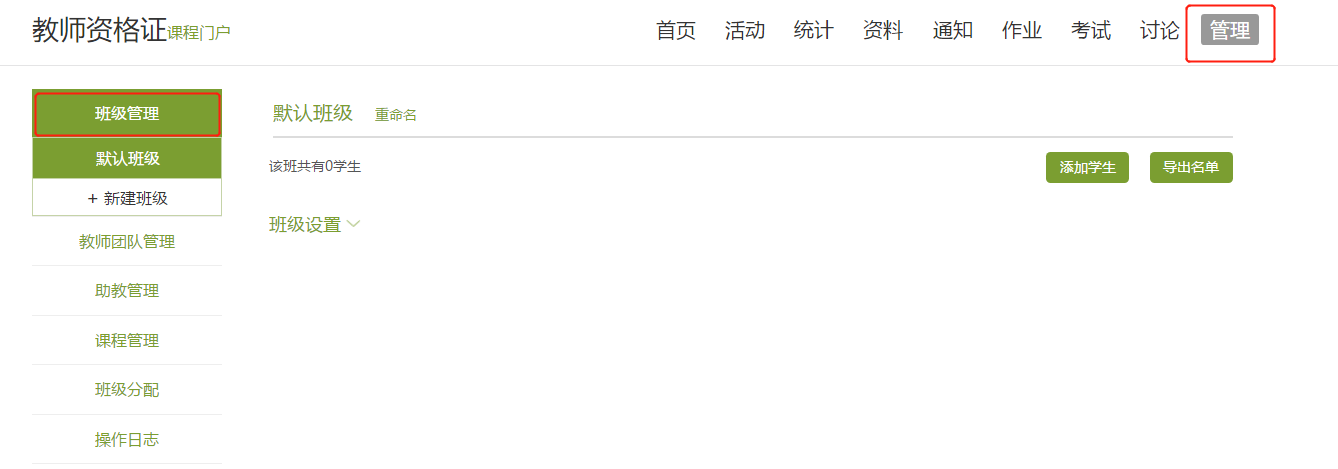 教师资格证课程门户
首页 活动 统计 资料 通知 作业 考试 讨论 管理
班级管理
默认班级
+ 新建班级
教师团队管理
助教管理
课程管理
班级分配
操作日志
默认班级 重命名
该班共有0学生 添加学生 导出名单
班级设置